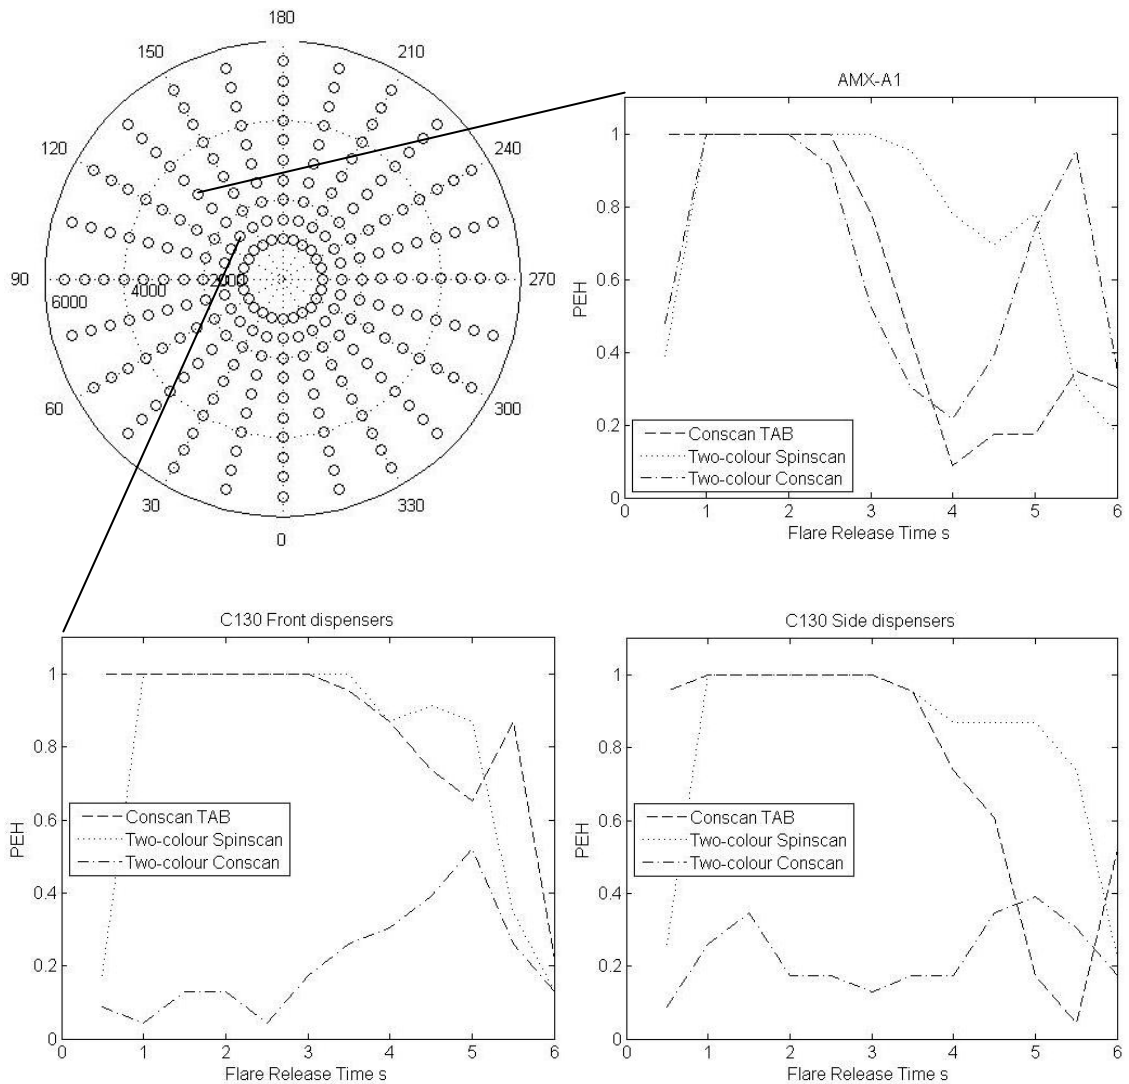 180
150
210
120
240
90
6000
4000
2000
270
60
300
30
330
0
AMX-A1
1
0.8
0.6
0.4
0.2
0
PEH
Conscan TAB
Two-colour Spinscan
Two-colour Conscan
0 1 2 3 4 5 6
Flare Release Time s
C130 Front dispensers
1
0.8
0.6
0.4
0.2
0
PEH
Conscan TAB
Two-colour Spinscan
Two-colour Conscan
0 1 2 3 4 5 6
Flare Release Time s
C130 Side dispensers
1
0.8
0.6
0.4
0.2
0
PEH
Conscan TAB
Two-colour Spinscan
Two-colour Conscan
0 1 2 3 4 5 6
Flare Release Time s